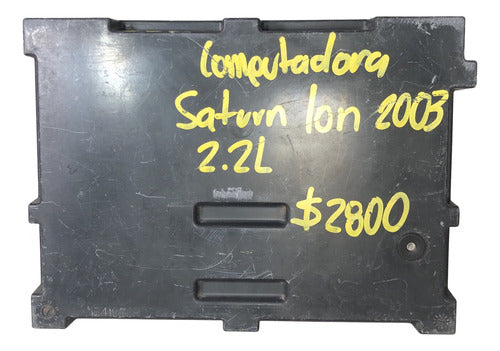 Computadora
Saturn Ion 2003
2.2L
$2800